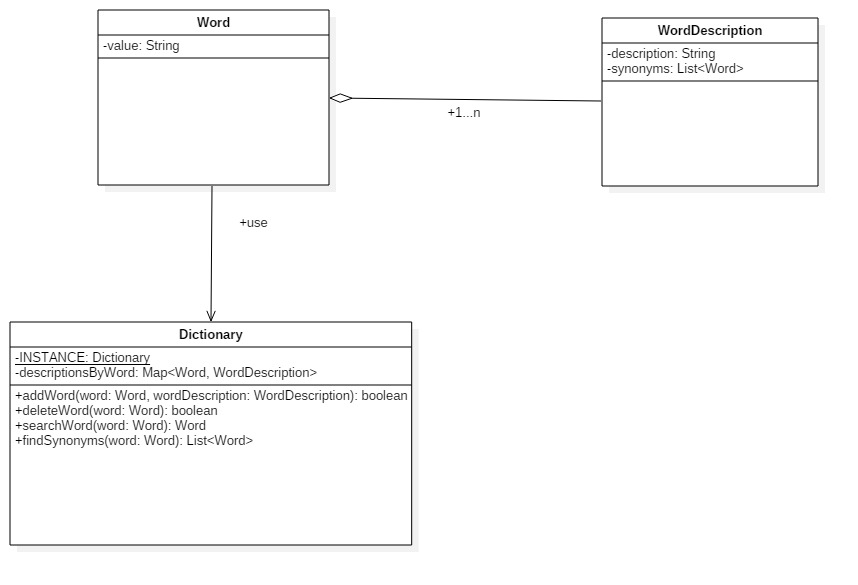 Word
-value: String
WordDescription
-description: String
-synonyms: List<Word>
+1...n
+use
Dictionary
-INSTANCE: Dictionary
-descriptionsByWord: Map<Word, WordDescription>
+addWord(word: Word, wordDescription: WordDescription): boolean
+deleteWord(word: Word): boolean
+searchWord(word: Word): Word
+findSynonyms(word: Word): List<Word>